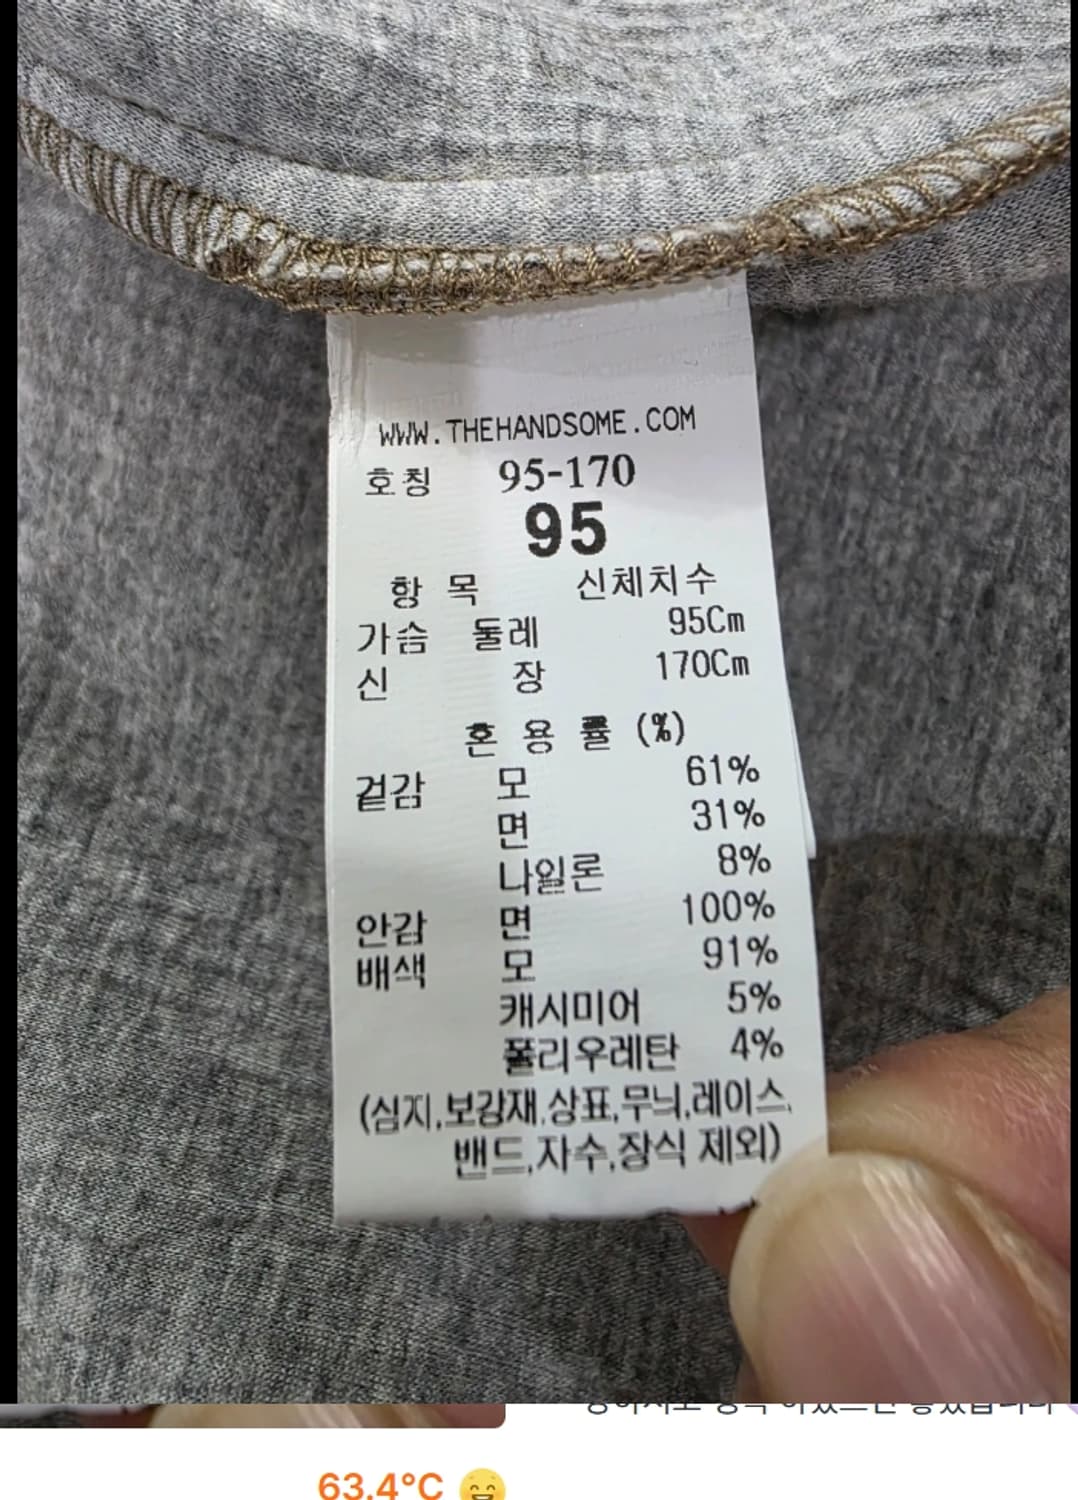 WWW.THEHANDSOME.COM
호칭 95-170
95
항 목 신체치수
가슴 둘레 95Cm
신 장 170Cm
혼 용 률 (%)
겉감 모 61%
면 31%
나일론 8%
안감 면 100%
배색 모 91%
캐시미어 5%
폴리우레탄 4%
(심지,보강재,상표,무늬,레이스,
밴드,자수,장식 제외)
63.4°C